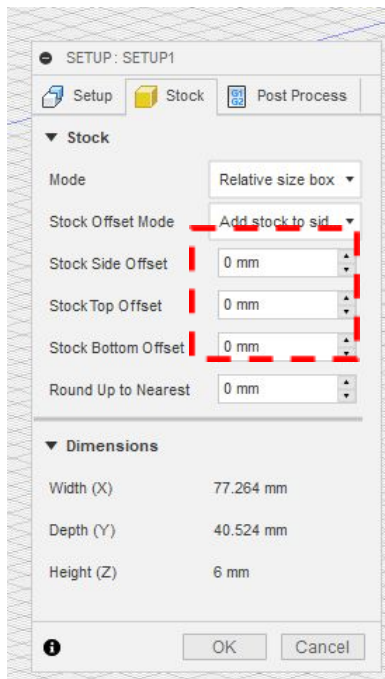 SETUP : SETUP1
Setup Stock G1 G2 Post Process
▼ Stock
Mode Relative size box
Stock Offset Mode Add stock to sid
Stock Side Offset 0 mm
Stock Top Offset 0 mm
Stock Bottom Offset 0 mm
Round Up to Nearest 0 mm
▼ Dimensions
Width (X) 77.264 mm
Depth (Y) 40.524 mm
Height (Z) 6 mm
OK Cancel